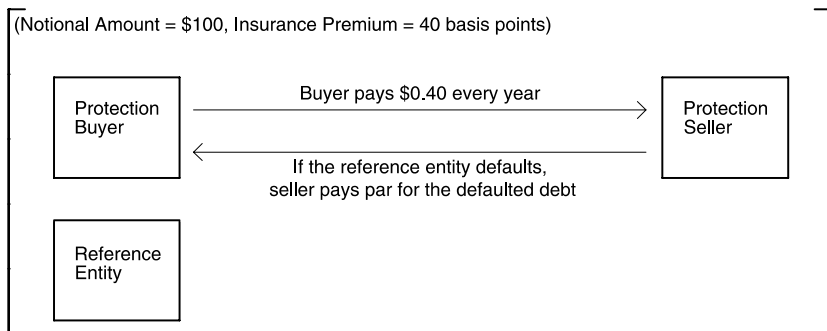 (Notional Amount = $100, Insurance Premium = 40 basis points)
Protection
Buyer
Buyer pays $0.40 every year
Protection
Seller
If the reference entity defaults,
seller pays par for the defaulted debt
Reference
Entity